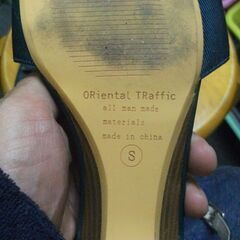 ORiental TRaffic
all man made
materials
made in china
S